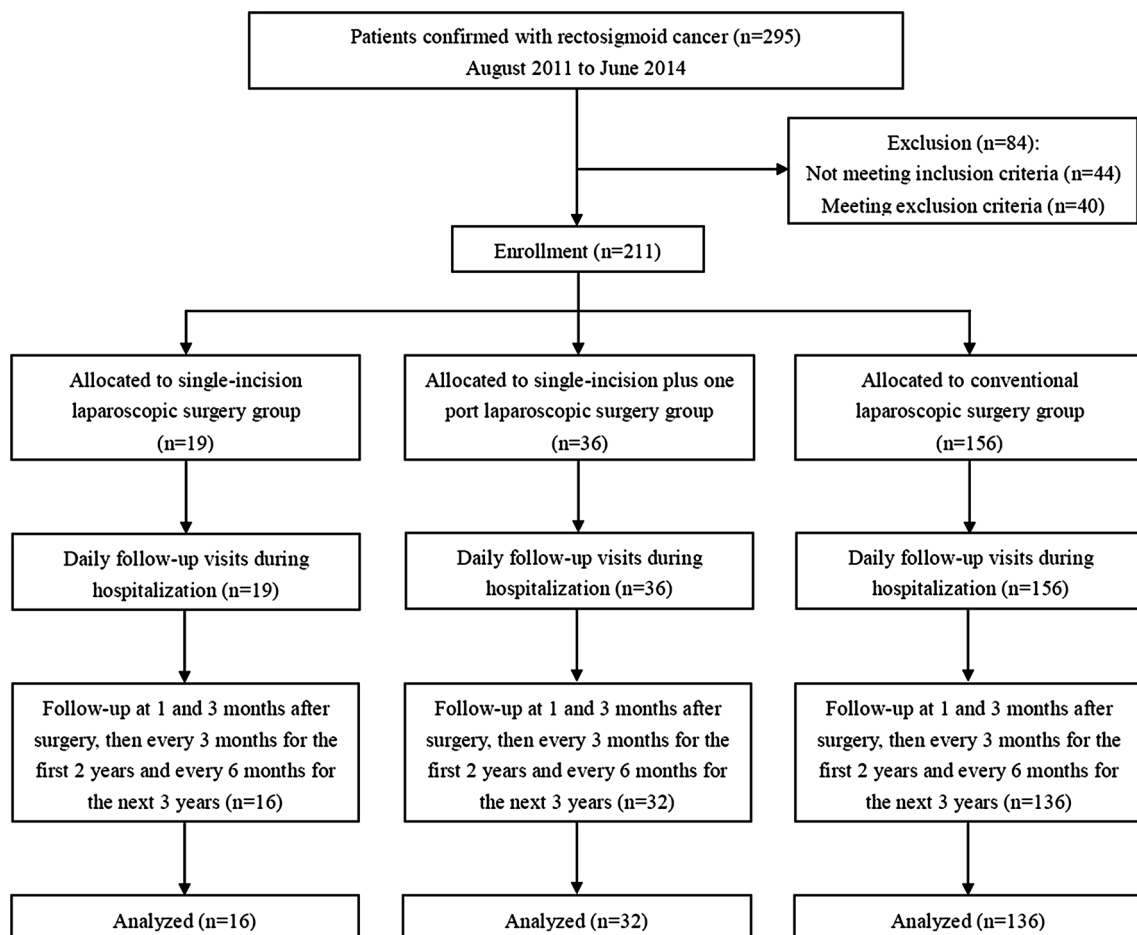 Patients confirmed with rectosigmoid cancer (n=295)
August 2011 to June 2014
Exclusion (n=84):
Not meeting inclusion criteria (n=44)
Meeting exclusion criteria (n=40)
Enrollment (n=211)
Allocated to single-incision
laparoscopic surgery group
(n=19)
Allocated to single-incision plus one
port laparoscopic surgery group
(n=36)
Allocated to conventional
laparoscopic surgery group
(n=156)
Daily follow-up visits during
hospitalization (n=19)
Daily follow-up visits during
hospitalization (n=36)
Daily follow-up visits during
hospitalization (n=156)
Follow-up at 1 and 3 months after
surgery, then every 3 months for the
first 2 years and every 6 months for
the next 3 years (n=16)
Follow-up at 1 and 3 months after
surgery, then every 3 months for the
first 2 years and every 6 months for
the next 3 years (n=32)
Follow-up at 1 and 3 months after
surgery, then every 3 months for the
first 2 years and every 6 months for
the next 3 years (n=136)
Analyzed (n=16)
Analyzed (n=32)
Analyzed (n=136)